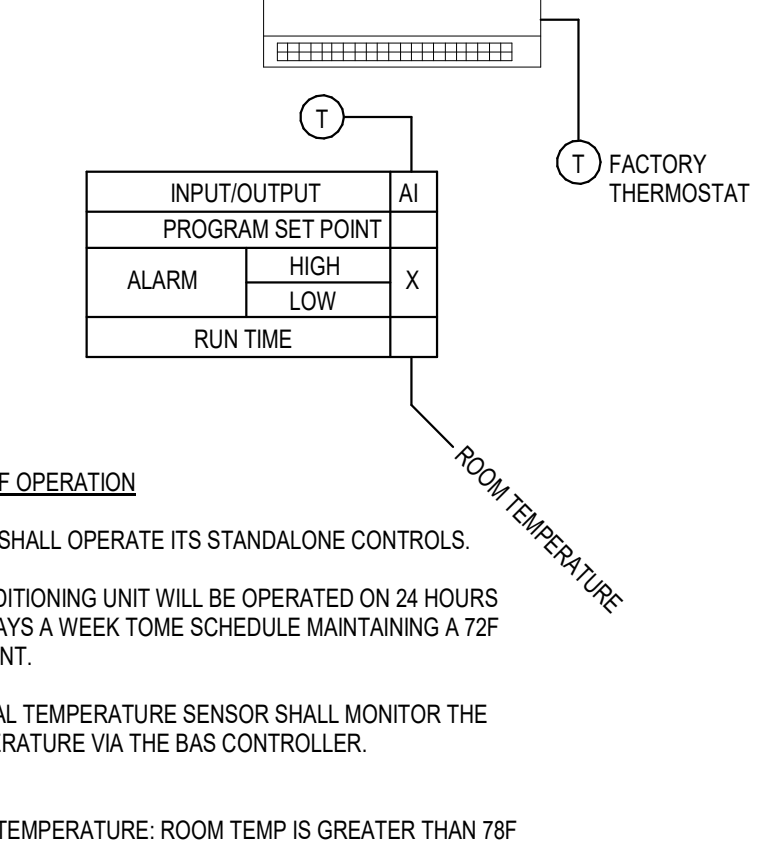 T
T FACTORY
THERMOSTAT
INPUT/OUTPUT AI
PROGRAM SET POINT
ALARM HIGH X
LOW
RUN TIME
ROOM TEMPERATURE
F OPERATION
SHALL OPERATE ITS STANDALONE CONTROLS.
DITIONING UNIT WILL BE OPERATED ON 24 HOURS
AYS A WEEK TOME SCHEDULE MAINTAINING A 72F
NT.
AL TEMPERATURE SENSOR SHALL MONITOR THE
ERATURE VIA THE BAS CONTROLLER.
TEMPERATURE: ROOM TEMP IS GREATER THAN 78F